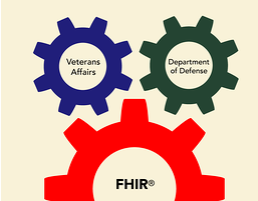 Veterans
Affairs
Department
of Defense
FHIR®